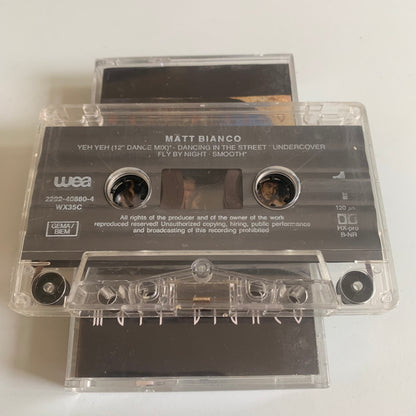 MATT BIANCO
YEH YEH (12" DANCE MIX)* · DANCING IN THE STREET · UNDERCOVER
FLY BY NIGHT · SMOOTH*
wea
2292-40880-4
WX35C
GEMA/
BIEM
All rights of the producer and of the owner of the work
reproduced reserved! Unauthorized copying, hiring, public performance
and broadcasting of this recording prohibited
120 µs
HX-pro
B-NR
MATT BIANCO